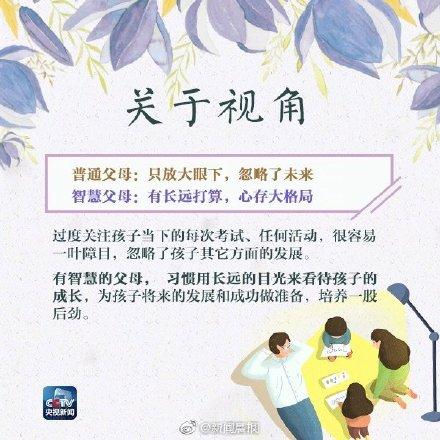 关于视角
普通父母：只放大眼下，忽略了未来
智慧父母：有长远打算，心存大格局
过度关注孩子当下的每次考试、任何活动，很容易
一叶障目，忽略了孩子其它方面的发展。
有智慧的父母， 习惯用长远的目光来看待孩子的
成长，为孩子将来的发展和成功做准备，培养一股
后劲。
CCTV
央视新闻
@新闻晨报